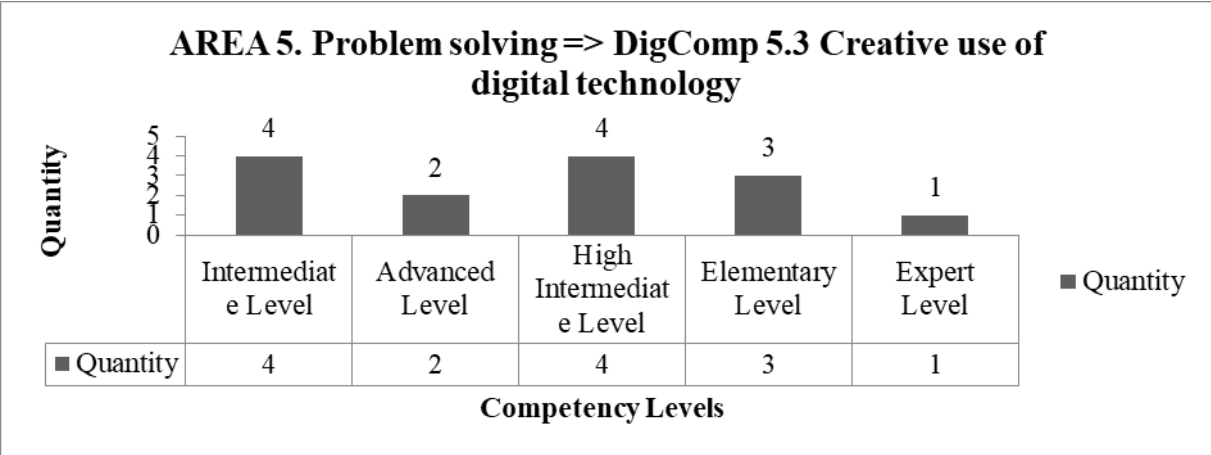 AREA 5. Problem solving => DigComp 5.3 Creative use of
digital technology
Quantity
5
4
3
2
1
0
4
2
4
3
1
Intermediat
e Level
Advanced
Level
High
Intermediat
e Level
Elementary
Level
Expert
Level
Quantity
Quantity 4 2 4 3 1
Competency Levels